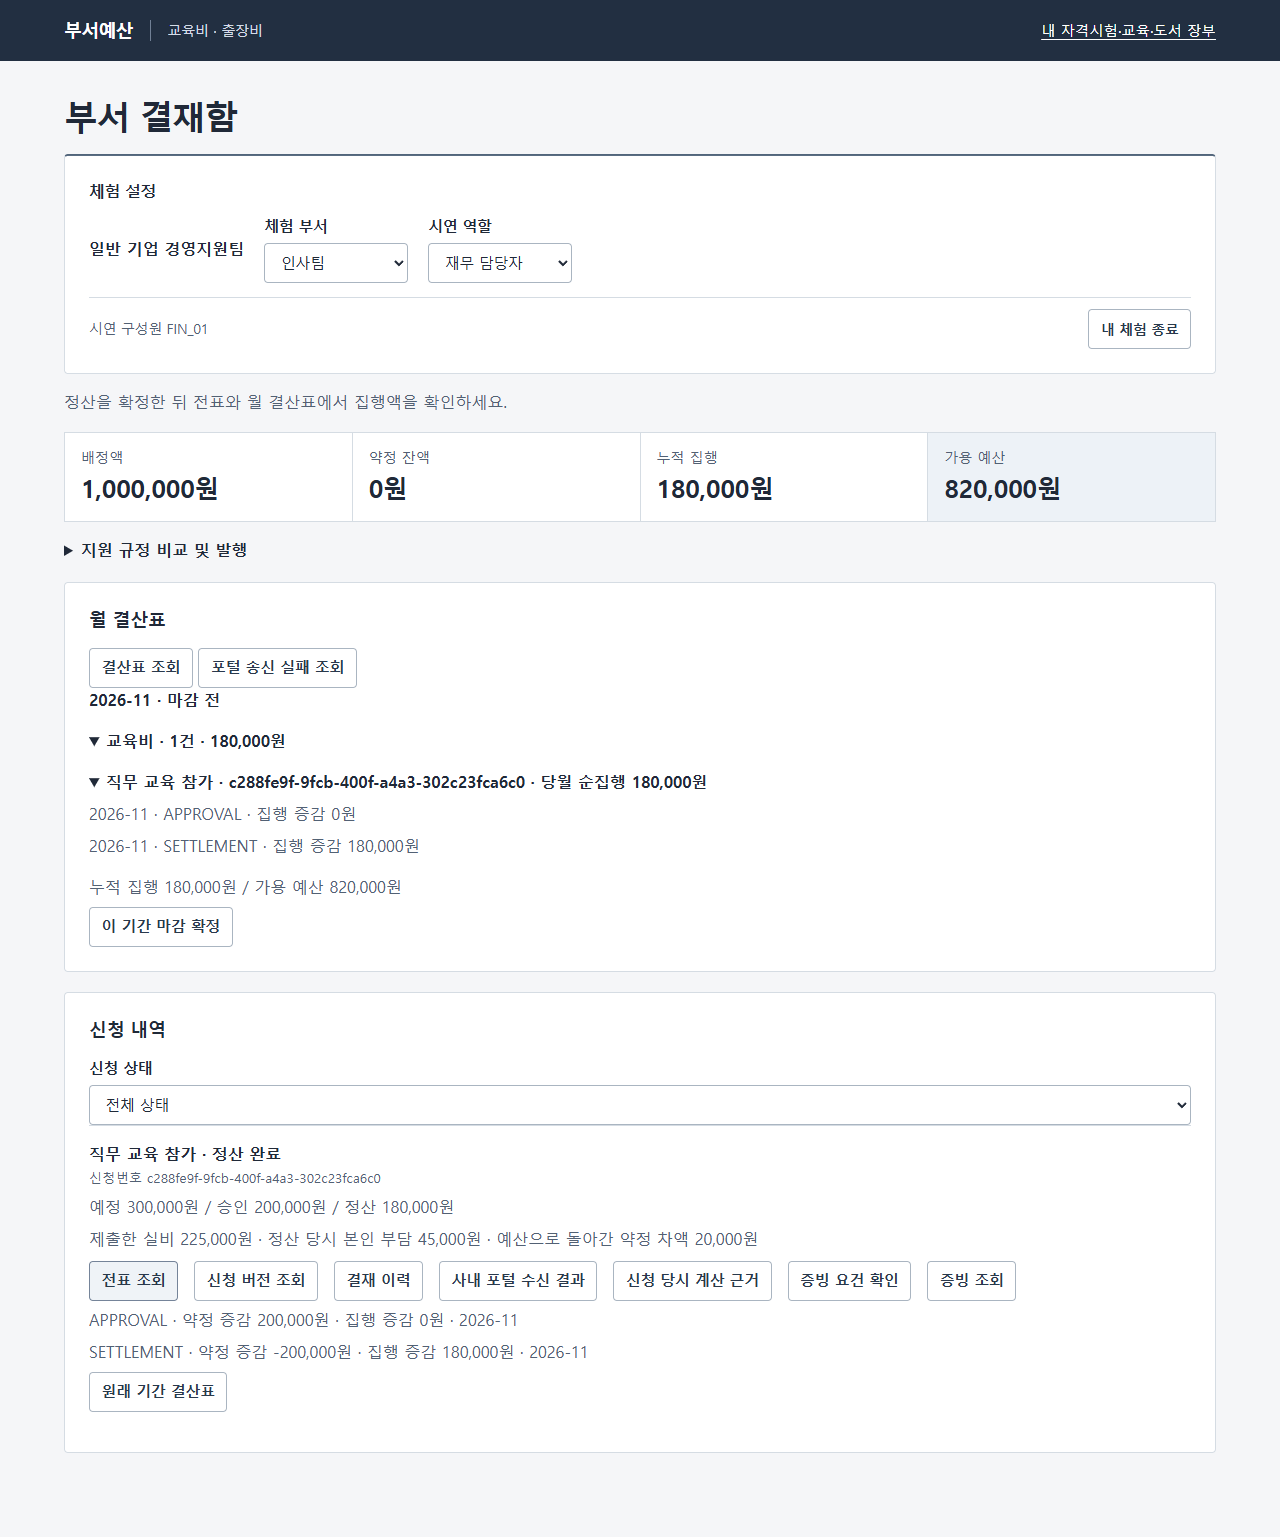 부서예산
교육비 · 출장비
내 자격시험·교육·도서 장부
부서 결재함
체험 설정
일반 기업 경영지원팀
체험 부서
인사팀
시연 역할
재무 담당자
시연 구성원 FIN_01
내 체험 종료
정산을 확정한 뒤 전표와 월 결산표에서 집행액을 확인하세요.
배정액
1,000,000원
약정 잔액
0원
누적 집행
180,000원
가용 예산
820,000원
▶ 지원 규정 비교 및 발행
월 결산표
결산표 조회
포털 송신 실패 조회
2026-11 · 마감 전
▼ 교육비 · 1건 · 180,000원
▼ 직무 교육 참가 · c288fe9f-9fcb-400f-a4a3-302c23fca6c0 · 당월 순집행 180,000원
2026-11 · APPROVAL · 집행 증감 0원
2026-11 · SETTLEMENT · 집행 증감 180,000원
누적 집행 180,000원 / 가용 예산 820,000원
이 기간 마감 확정
신청 내역
신청 상태
전체 상태
직무 교육 참가 · 정산 완료
신청번호 c288fe9f-9fcb-400f-a4a3-302c23fca6c0
예정 300,000원 / 승인 200,000원 / 정산 180,000원
제출한 실비 225,000원 · 정산 당시 본인 부담 45,000원 · 예산으로 돌아간 약정 차액 20,000원
전표 조회
신청 버전 조회
결재 이력
사내 포털 수신 결과
신청 당시 계산 근거
증빙 요건 확인
증빙 조회
APPROVAL · 약정 증감 200,000원 · 집행 증감 0원 · 2026-11
SETTLEMENT · 약정 증감 -200,000원 · 집행 증감 180,000원 · 2026-11
원래 기간 결산표